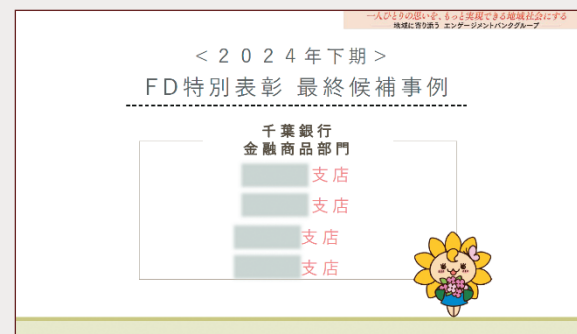 一人ひとりの思いを、もっと実現できる地域社会にする
地域に寄り添う エンゲージメントバンクグループ
＜２０２４年下期＞
FD特別表彰 最終候補事例
千葉銀行
金融商品部門
支店
支店
支店
支店